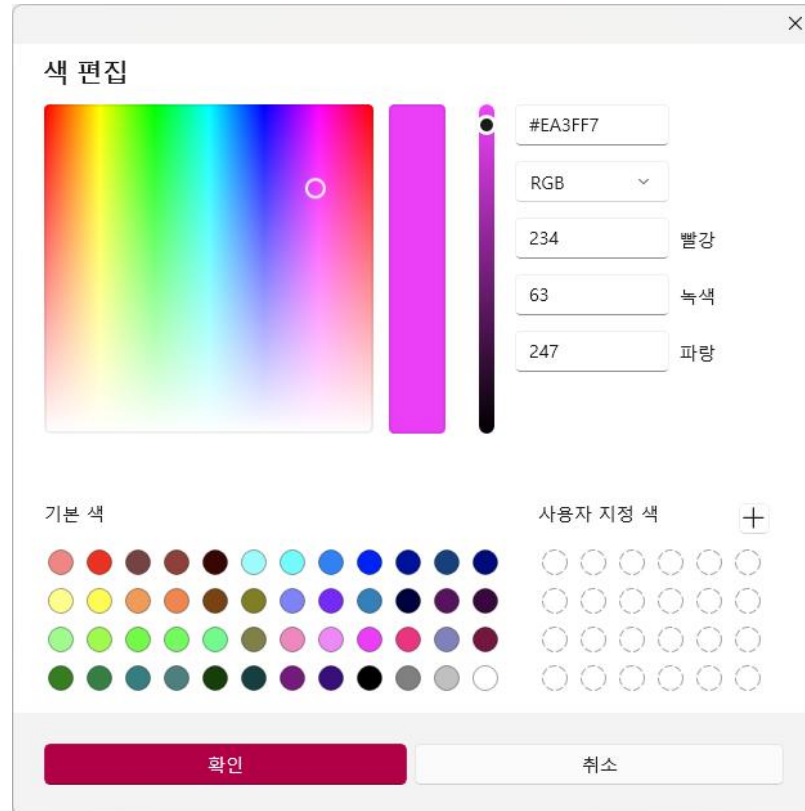 색 편집
#EA3FF7
RGB
234 빨강
63 녹색
247 파랑
기본 색
사용자 지정 색
확인
취소